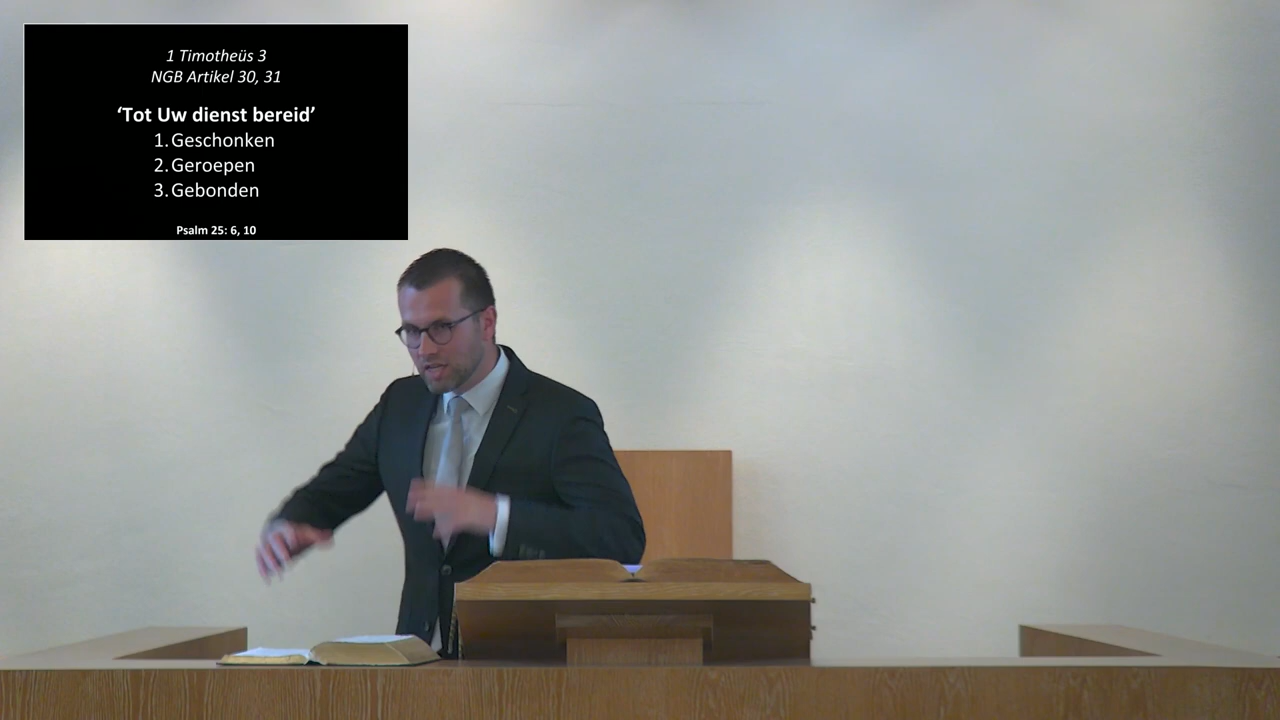 1 Timotheüs 3
NGB Artikel 30, 31
‘Tot Uw dienst bereid’
1. Geschonken
2. Geroepen
3. Gebonden
Psalm 25: 6, 10